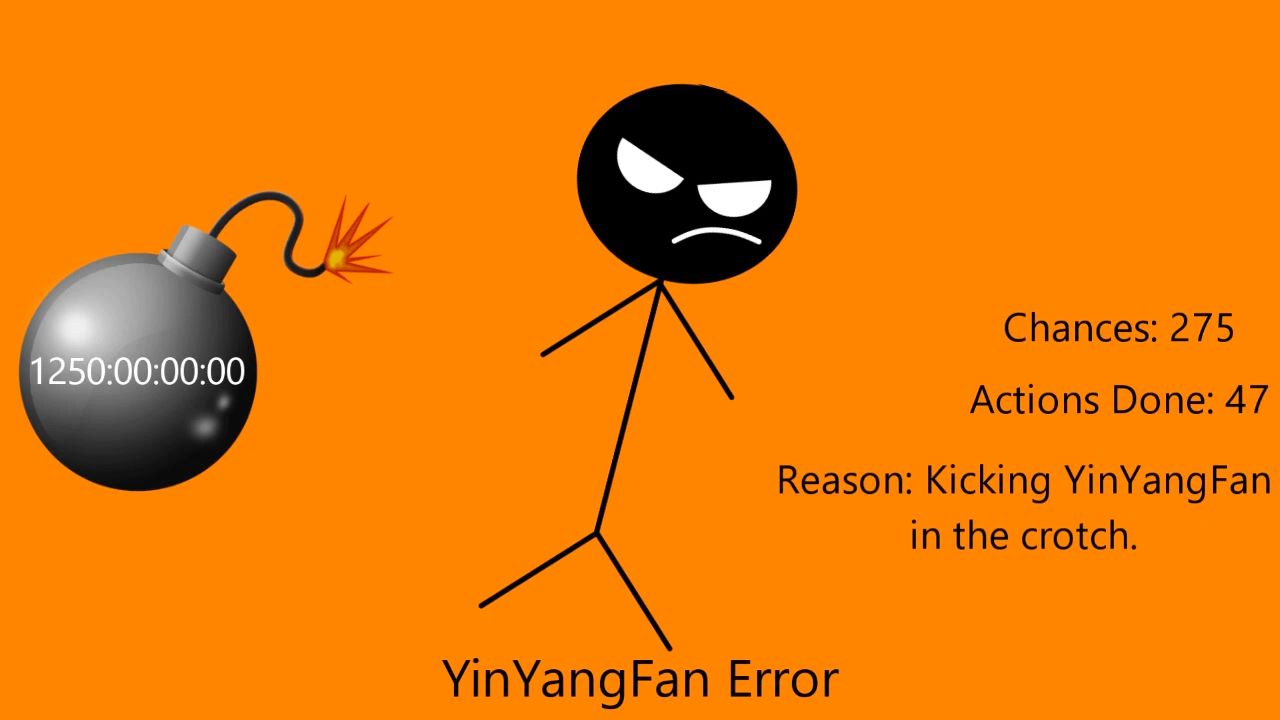 1250:00:00:00
Chances: 275
Actions Done: 47
Reason: Kicking YinYangFan
in the crotch.
YinYangFan Error